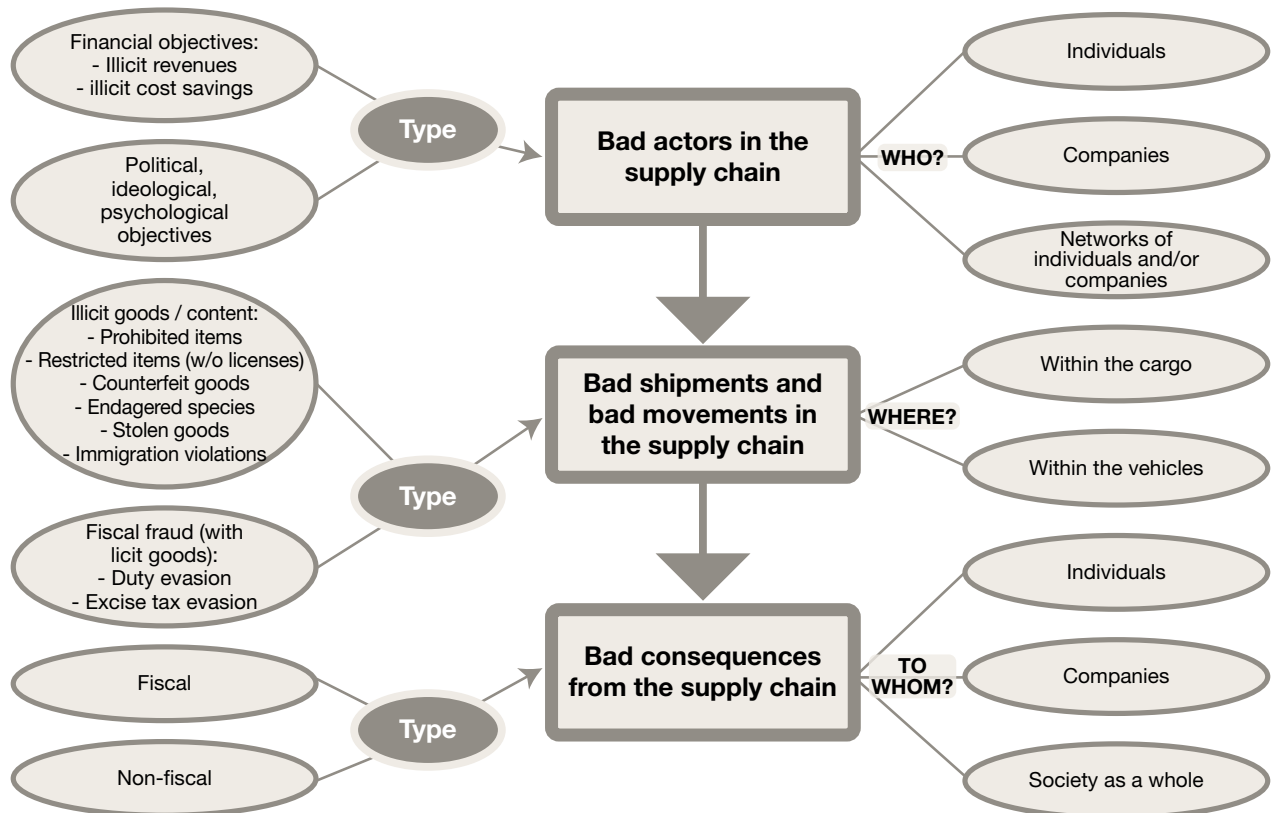 Financial objectives:
- Illicit revenues
- illicit cost savings
Political,
ideological,
psychological
objectives
Type
Bad actors in the
supply chain
WHO?
Individuals
Companies
Networks of
individuals and/or
companies
Illicit goods / content:
- Prohibited items
- Restricted items (w/o licenses)
- Counterfeit goods
- Endagered species
- Stolen goods
- Immigration violations
Fiscal fraud (with
licit goods):
- Duty evasion
- Excise tax evasion
Type
Bad shipments and
bad movements in
the supply chain
WHERE?
Within the cargo
Within the vehicles
Fiscal
Non-fiscal
Type
Bad consequences
from the supply chain
TO
WHOM?
Individuals
Companies
Society as a whole